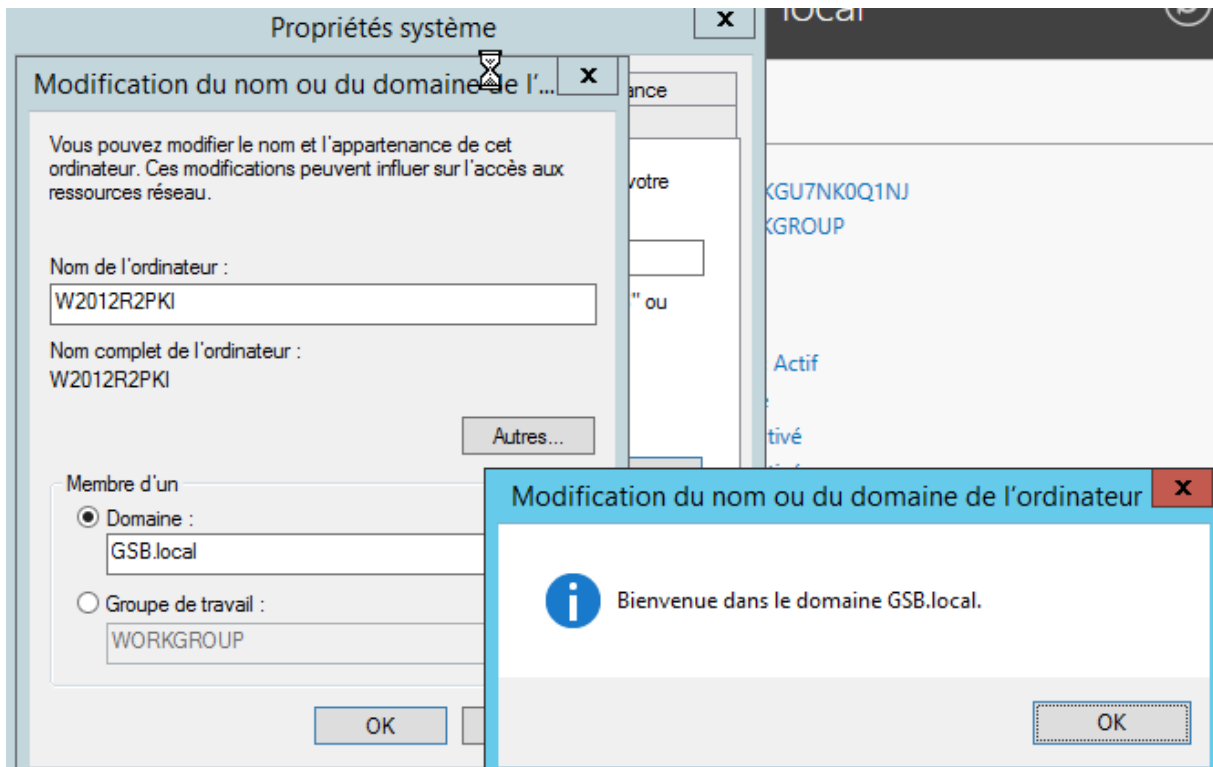 Propriétés système
local
Modification du nom ou du domaine de l'...
Vous pouvez modifier le nom et l'appartenance de cet
ordinateur. Ces modifications peuvent influer sur l'accès aux
ressources réseau.
votre
KGU7NK0Q1NJ
KGROUP
Nom de l'ordinateur :
W2012R2PKI
" ou
Nom complet de l'ordinateur :
W2012R2PKI
Actif
Autres...
tivé
Membre d'un
Domaine :
GSB.local
Groupe de travail :
WORKGROUP
OK
Modification du nom ou du domaine de l'ordinateur
Bienvenue dans le domaine GSB.local.
OK